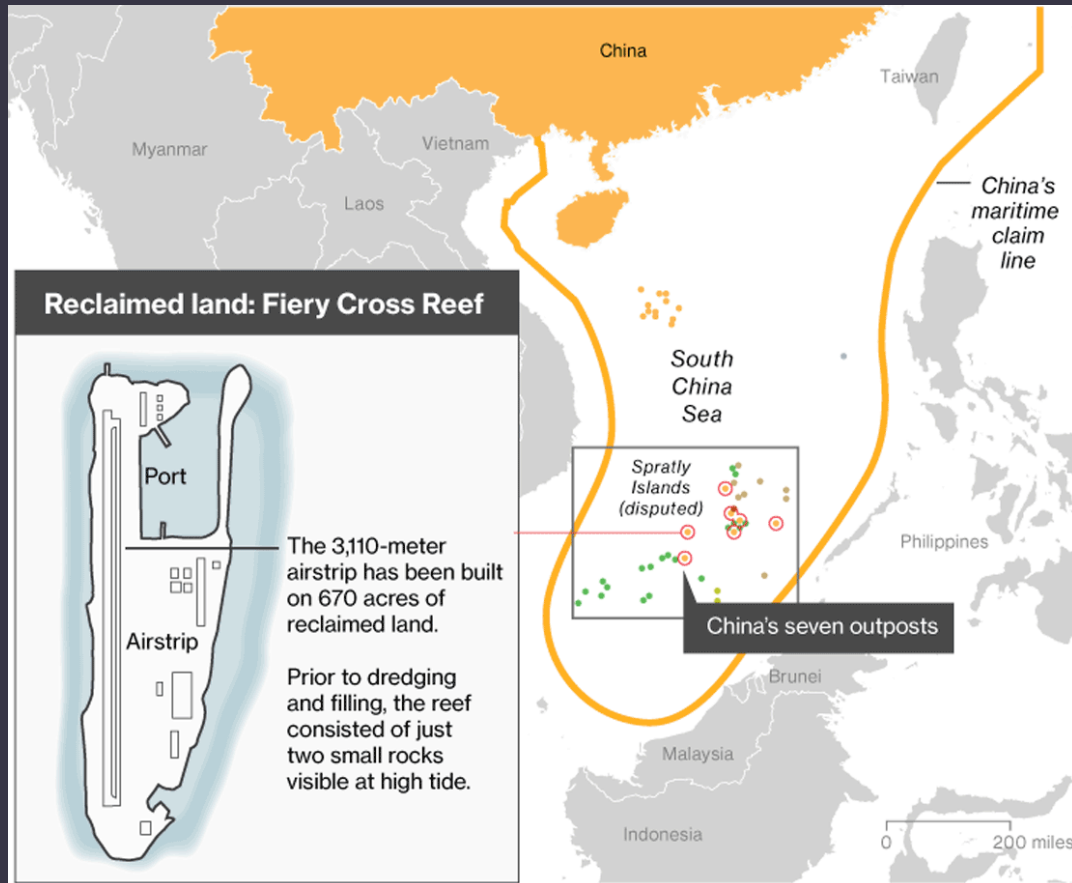 China
Taiwan
Myanmar
Vietnam
Laos
China's
maritime
claim
line
Reclaimed land: Fiery Cross Reef
South
China
Sea
Port
Spratly
Islands
(disputed)
The 3,110-meter
airstrip has been built
on 670 acres of
reclaimed land.
Philippines
Airstrip
China's seven outposts
Prior to dredging
and filling, the reef
consisted of just
two small rocks
visible at high tide.
Brunei
Malaysia
Indonesia
0 200 miles